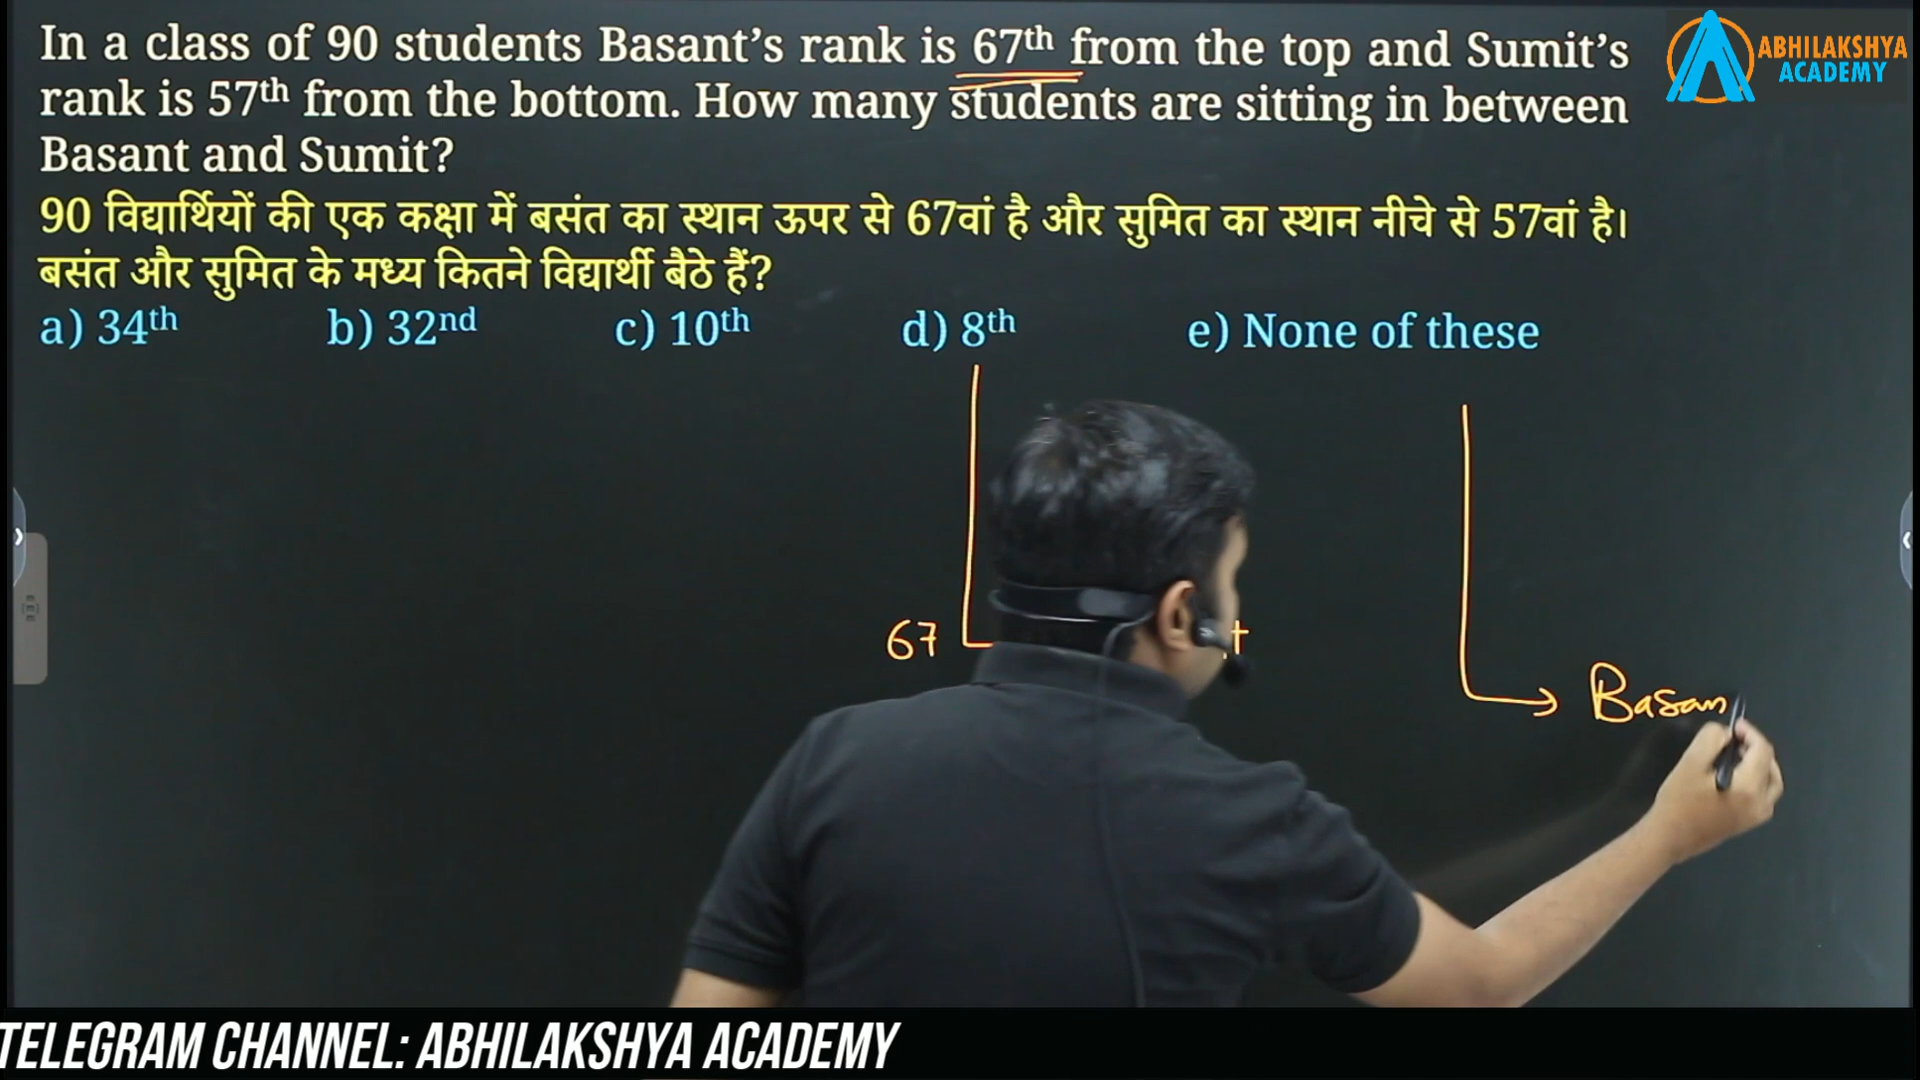 In a class of 90 students Basant’s rank is 67th from the top and Sumit’s
rank is 57th from the bottom. How many students are sitting in between
Basant and Sumit?
90 विद्यार्थियों की एक कक्षा में बसंत का स्थान ऊपर से 67वां है और सुमित का स्थान नीचे से 57वां है।
बसंत और सुमित के मध्य कितने विद्यार्थी बैठे हैं?
a) 34th b) 32nd c) 10th d) 8th e) None of these
ABHILAKSHYA
ACADEMY
67
Basan
TELEGRAM CHANNEL: ABHILAKSHYA ACADEMY